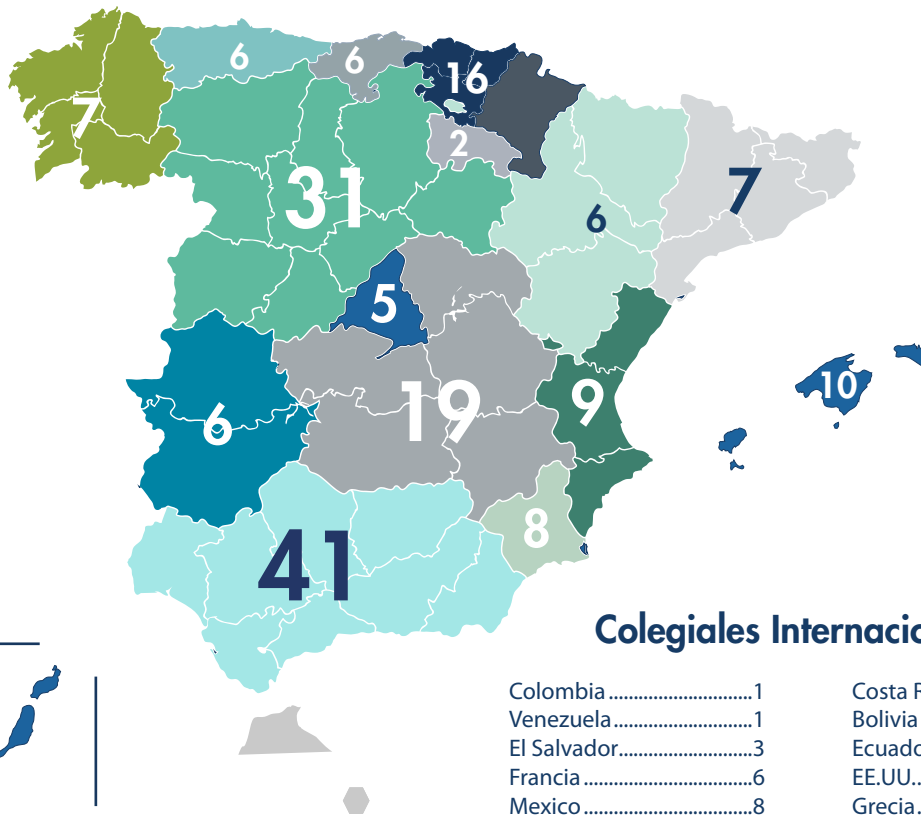 6
6
16
7
2
31
7
6
5
10
19
9
6
8
41
Colegiales Internacio
Colombia..............................1
Venezuela.............................1
El Salvador............................3
Francia...................................6
Mexico...................................8
Costa R
Bolivia
Ecuado
EE.UU..
Grecia.